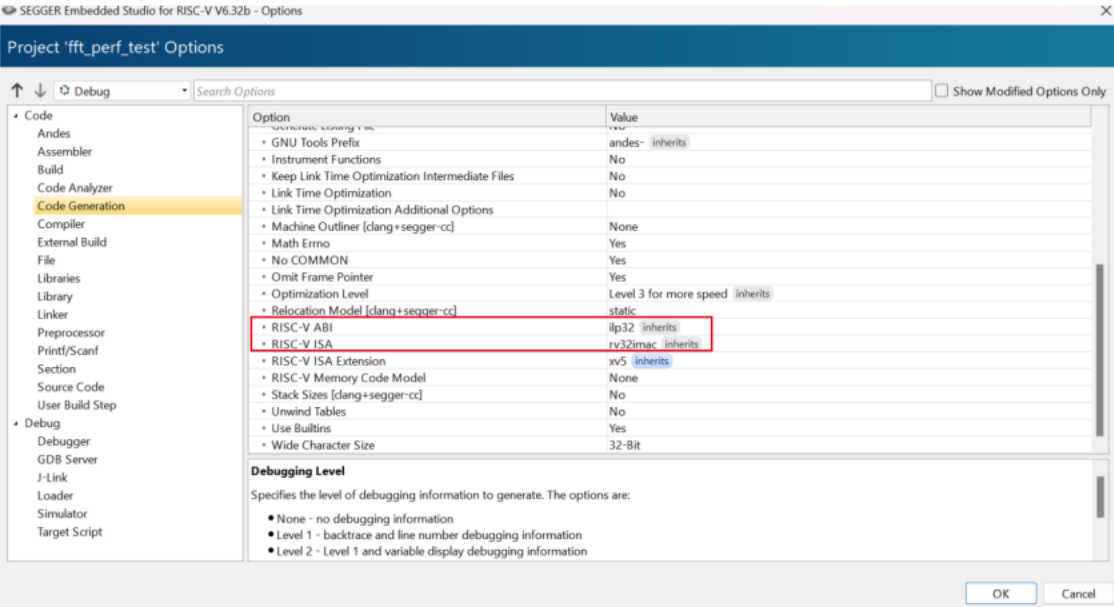 SEGGER Embedded Studio for RISC-V V6.32b - Options
Project 'fft_perf_test' Options
Debug
Search Options
Show Modified Options Only
Code
Andes
Assembler
Build
Code Analyzer
Code Generation
Compiler
External Build
File
Libraries
Library
Linker
Preprocessor
Printf/Scanf
Section
Source Code
User Build Step
Debug
Debugger
GDB Server
J-Link
Loader
Simulator
Target Script
Option Value
Generate Listing File No
GNU Tools Prefix andes- inherits
Instrument Functions No
Keep Link Time Optimization Intermediate Files No
Link Time Optimization No
Link Time Optimization Additional Options
Machine Outliner [clang+segger-cc] None
Math Errno Yes
No COMMON Yes
Omit Frame Pointer Yes
Optimization Level Level 3 for more speed inherits
Relocation Model [clang+segger-cc] static
RISC-V ABI ilp32 inherits
RISC-V ISA rv32imac inherits
RISC-V ISA Extension xv5 inherits
RISC-V Memory Code Model None
Stack Sizes [clang+segger-cc] No
Unwind Tables No
Use Builtins Yes
Wide Character Size 32-Bit
Debugging Level
Specifies the level of debugging information to generate. The options are:
● None - no debugging information
● Level 1 - backtrace and line number debugging information
● Level 2 - Level 1 and variable display debugging information
OK Cancel